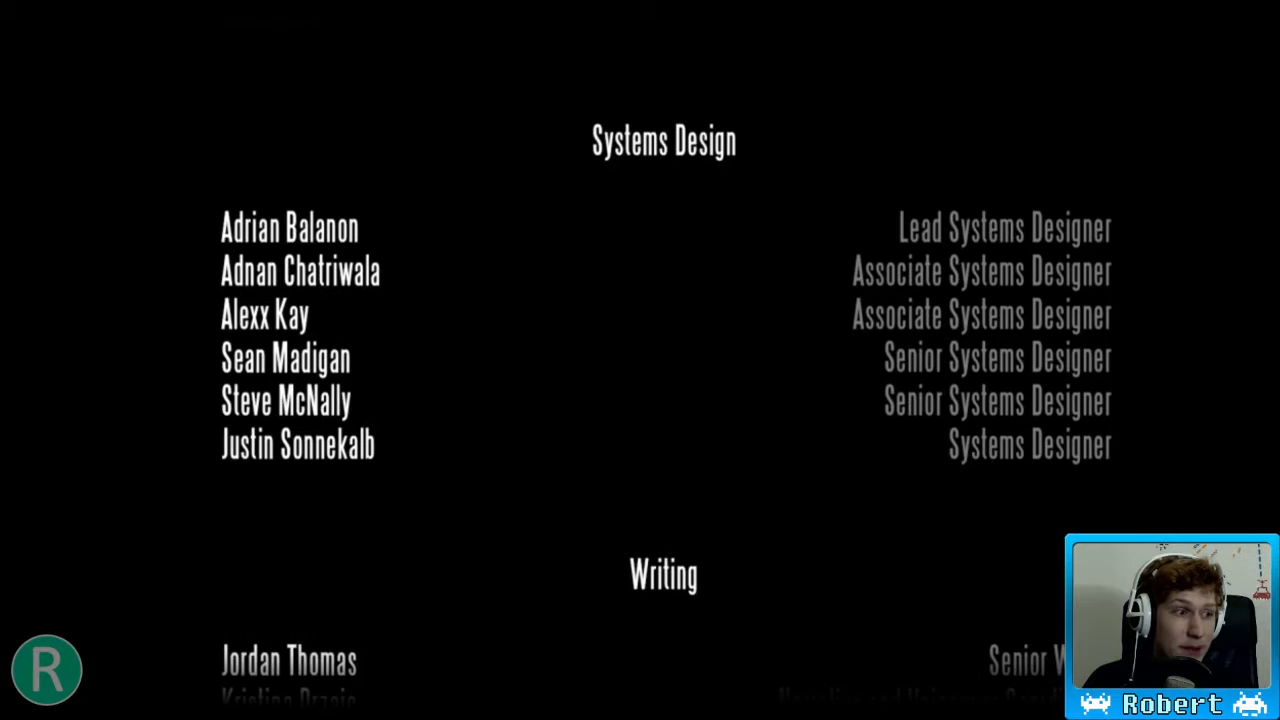 Systems Design
Adrian Balanon Lead Systems Designer
Adnan Chatriwala Associate Systems Designer
Alexx Kay Associate Systems Designer
Sean Madigan Senior Systems Designer
Steve McNally Senior Systems Designer
Justin Sonnekalb Systems Designer
Writing
Jordan Thomas Senior W
R
Robert